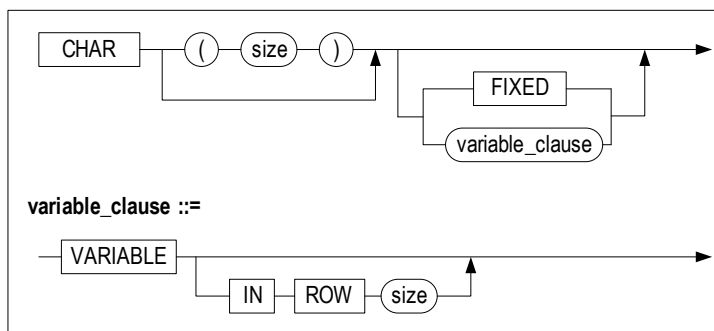 CHAR ( size )
FIXED
variable_clause
variable_clause ::=
VARIABLE
IN ROW size